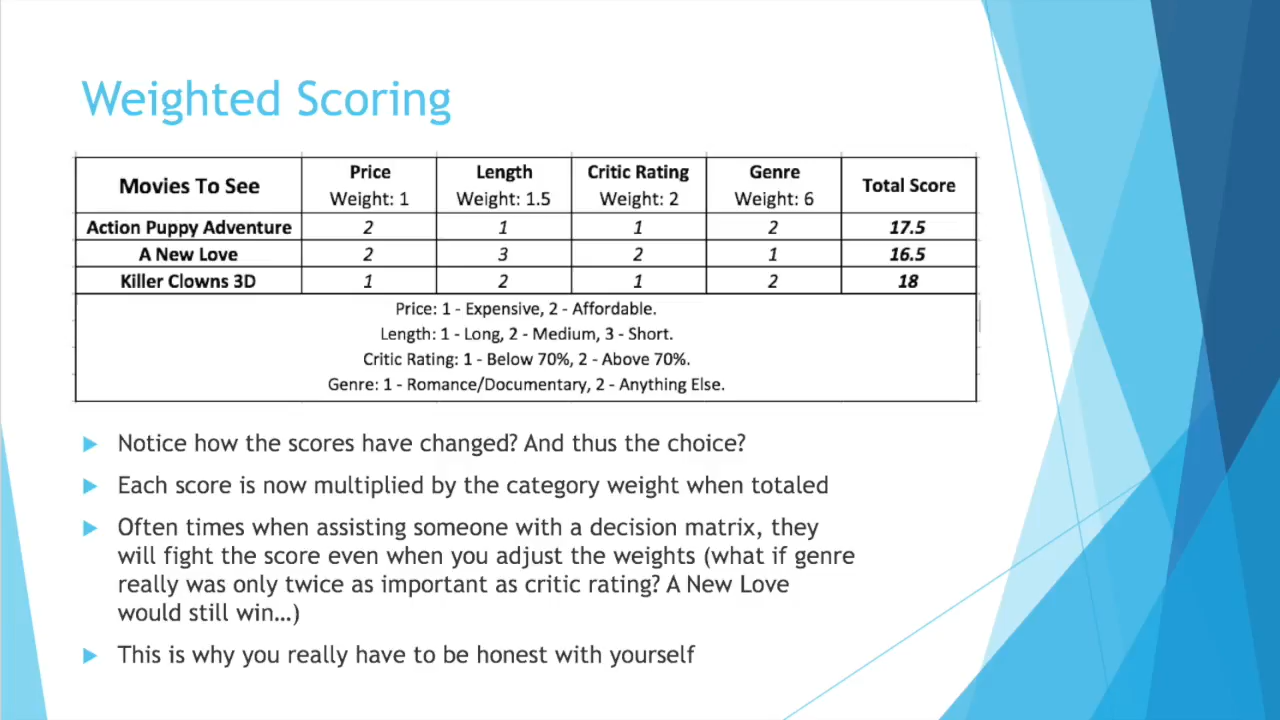 Weighted Scoring
Movies To See Price Length Critic Rating Genre Total Score
Weight: 1 Weight: 1.5 Weight: 2 Weight: 6
Action Puppy Adventure 2 1 1 2 17.5
A New Love 2 3 2 1 16.5
Killer Clowns 3D 1 2 1 2 18
Price: 1 - Expensive, 2 - Affordable.
Length: 1 - Long, 2 - Medium, 3 - Short.
Critic Rating: 1 - Below 70%, 2 - Above 70%.
Genre: 1 - Romance/Documentary, 2 - Anything Else.
Notice how the scores have changed? And thus the choice?
Each score is now multiplied by the category weight when totaled
Often times when assisting someone with a decision matrix, they
will fight the score even when you adjust the weights (what if genre
really was only twice as important as critic rating? A New Love
would still win…)
This is why you really have to be honest with yourself